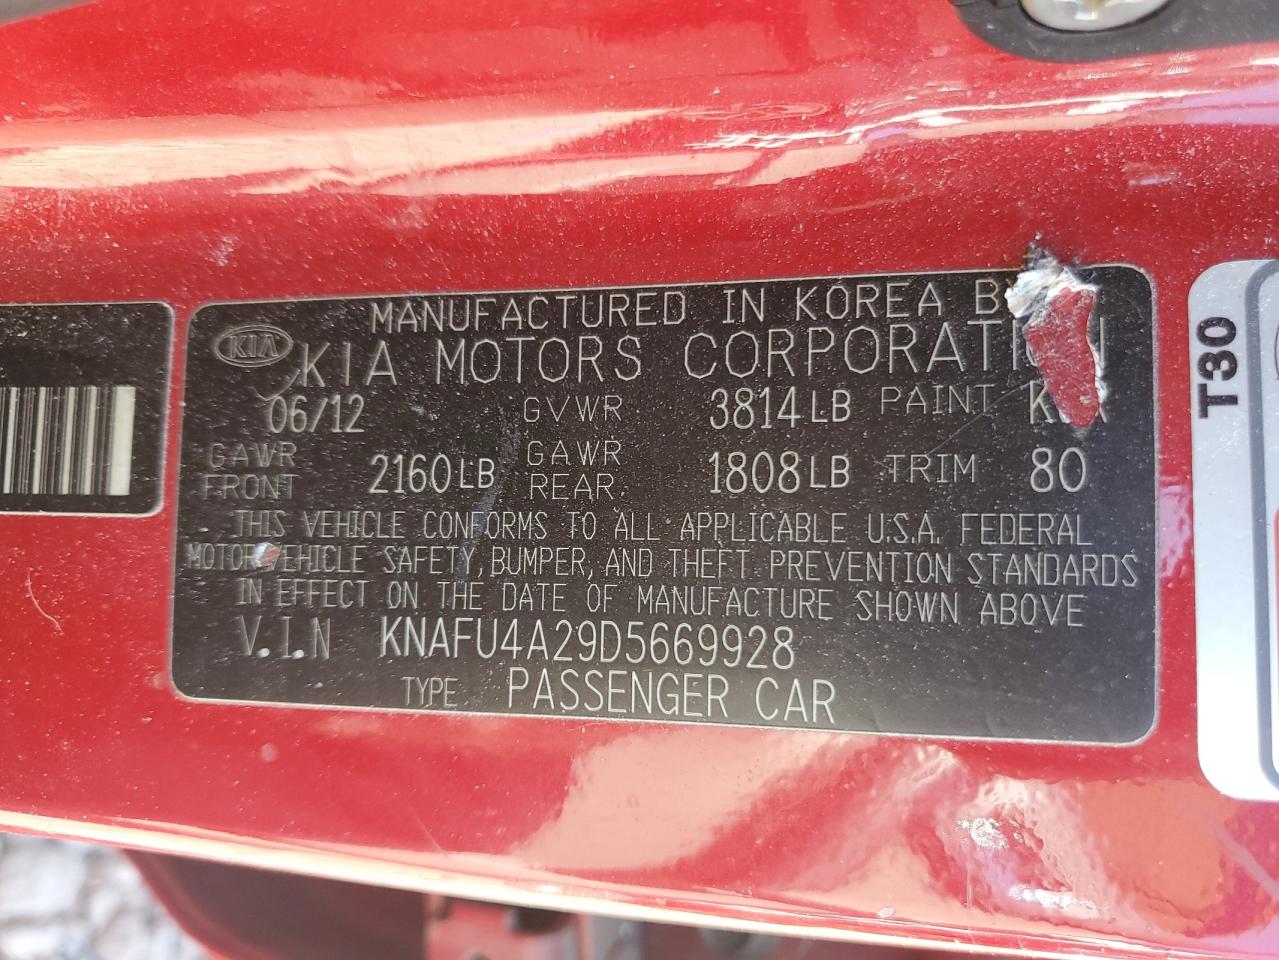 MANUFACTURED IN KOREA
KIA
KIA MOTORS CORPORATION
06/12 GVWR 3814LB PAINT
GAWR FRONT 2160LB GAWR REAR 1808LB TRIM 80
THIS VEHICLE CONFORMS TO ALL APPLICABLE U.S.A. FEDERAL
MOTOR VEHICLE SAFETY, BUMPER, AND THEFT PREVENTION STANDARDS
IN EFFECT ON THE DATE OF MANUFACTURE SHOWN ABOVE
V.I.N KNAFU4A29D5669928
TYPE PASSENGER CAR
T30